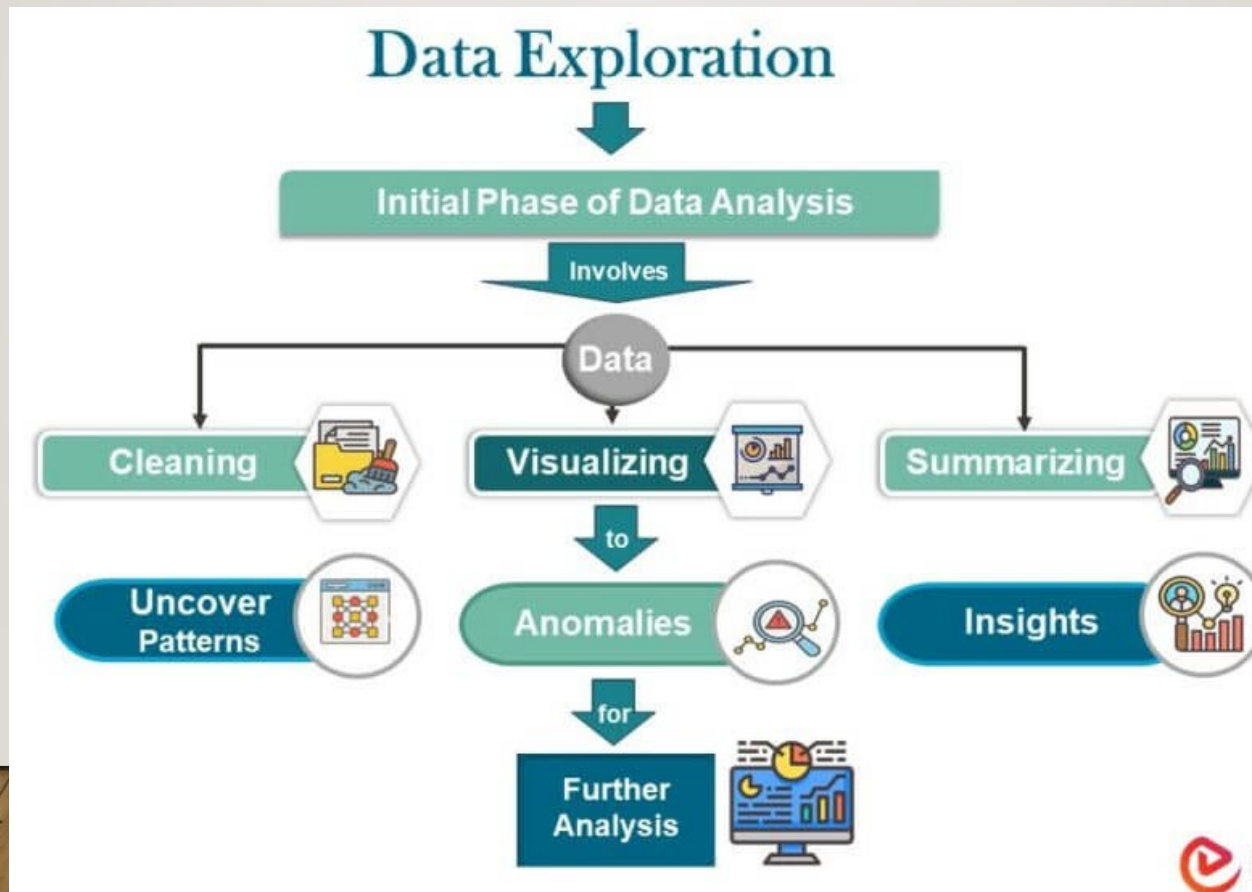 Data Exploration
Initial Phase of Data Analysis
Involves
Data
Cleaning
Visualizing
Summarizing
to
Uncover
Patterns
Anomalies
Insights
for
Further
Analysis